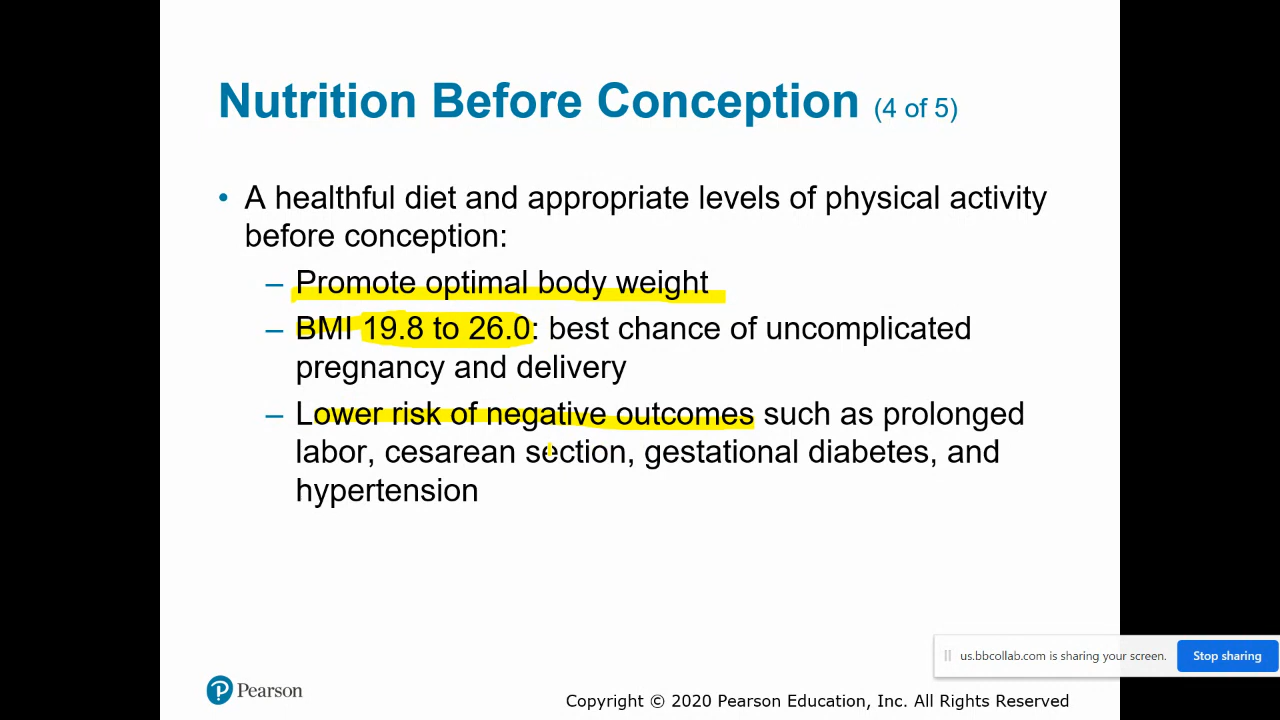 Nutrition Before Conception (4 of 5)
• A healthful diet and appropriate levels of physical activity
before conception:
– Promote optimal body weight
– BMI 19.8 to 26.0: best chance of uncomplicated
pregnancy and delivery
– Lower risk of negative outcomes such as prolonged
labor, cesarean section, gestational diabetes, and
hypertension
us.bbcollab.com is sharing your screen. Stop sharing
P Pearson
Copyright © 2020 Pearson Education, Inc. All Rights Reserved